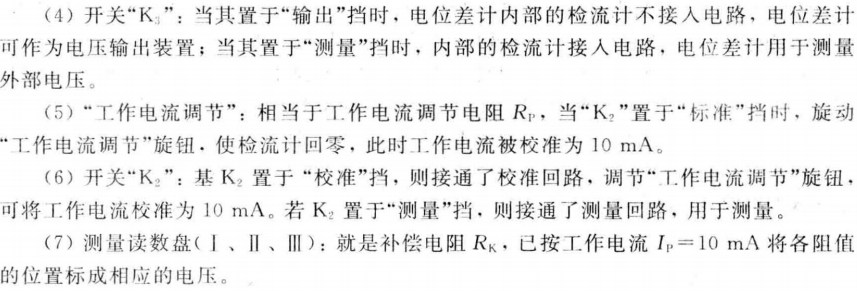 （4）开关“K₃”：当其置于“输出”挡时，电位差计内部的检流计不接入电路，电位差计
可作为电压输出装置；当其置于“测量”挡时，内部的检流计接入电路，电位差计用于测量
外部电压。
（5）“工作电流调节”：相当于工作电流调节电阻 Rₚ，当“K₂”置于“标准”挡时，旋动
“工作电流调节”旋钮，使检流计回零，此时工作电流被校准为 10 mA。
（6）开关“K₂”：基 K₂ 置于 “校准”挡，则接通了校准回路，调节“工作电流调节”旋钮，
可将工作电流校准为 10 mA。若 K₂ 置于“测量”挡，则接通了测量回路，用于测量。
（7）测量读数盘（Ⅰ、Ⅱ、Ⅲ）：就是补偿电阻 Rₖ，已按工作电流 Iₚ＝10 mA 将各阻值
的位置标成相应的电压。